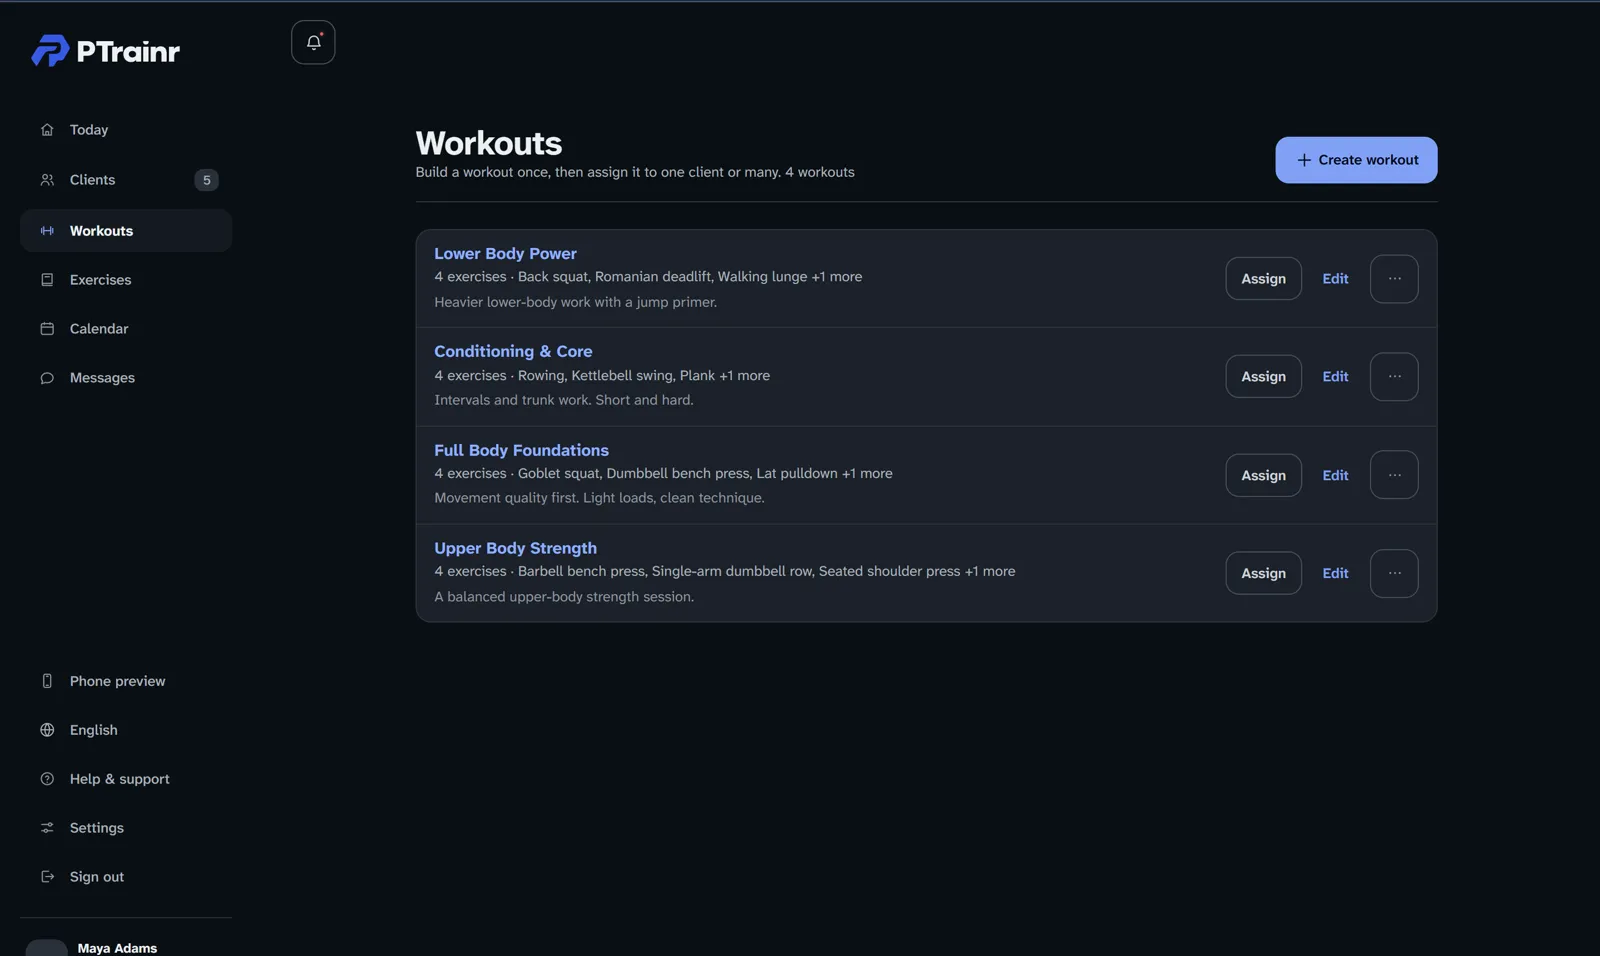 PTrainr
Today
Clients
5
Workouts
Exercises
Calendar
Messages
Phone preview
English
Help & support
Settings
Sign out
Maya Adams
Workouts
Build a workout once, then assign it to one client or many. 4 workouts
+ Create workout
Lower Body Power
4 exercises · Back squat, Romanian deadlift, Walking lunge +1 more
Heavier lower-body work with a jump primer.
Assign
Edit
...
Conditioning & Core
4 exercises · Rowing, Kettlebell swing, Plank +1 more
Intervals and trunk work. Short and hard.
Assign
Edit
...
Full Body Foundations
4 exercises · Goblet squat, Dumbbell bench press, Lat pulldown +1 more
Movement quality first. Light loads, clean technique.
Assign
Edit
...
Upper Body Strength
4 exercises · Barbell bench press, Single-arm dumbbell row, Seated shoulder press +1 more
A balanced upper-body strength session.
Assign
Edit
...